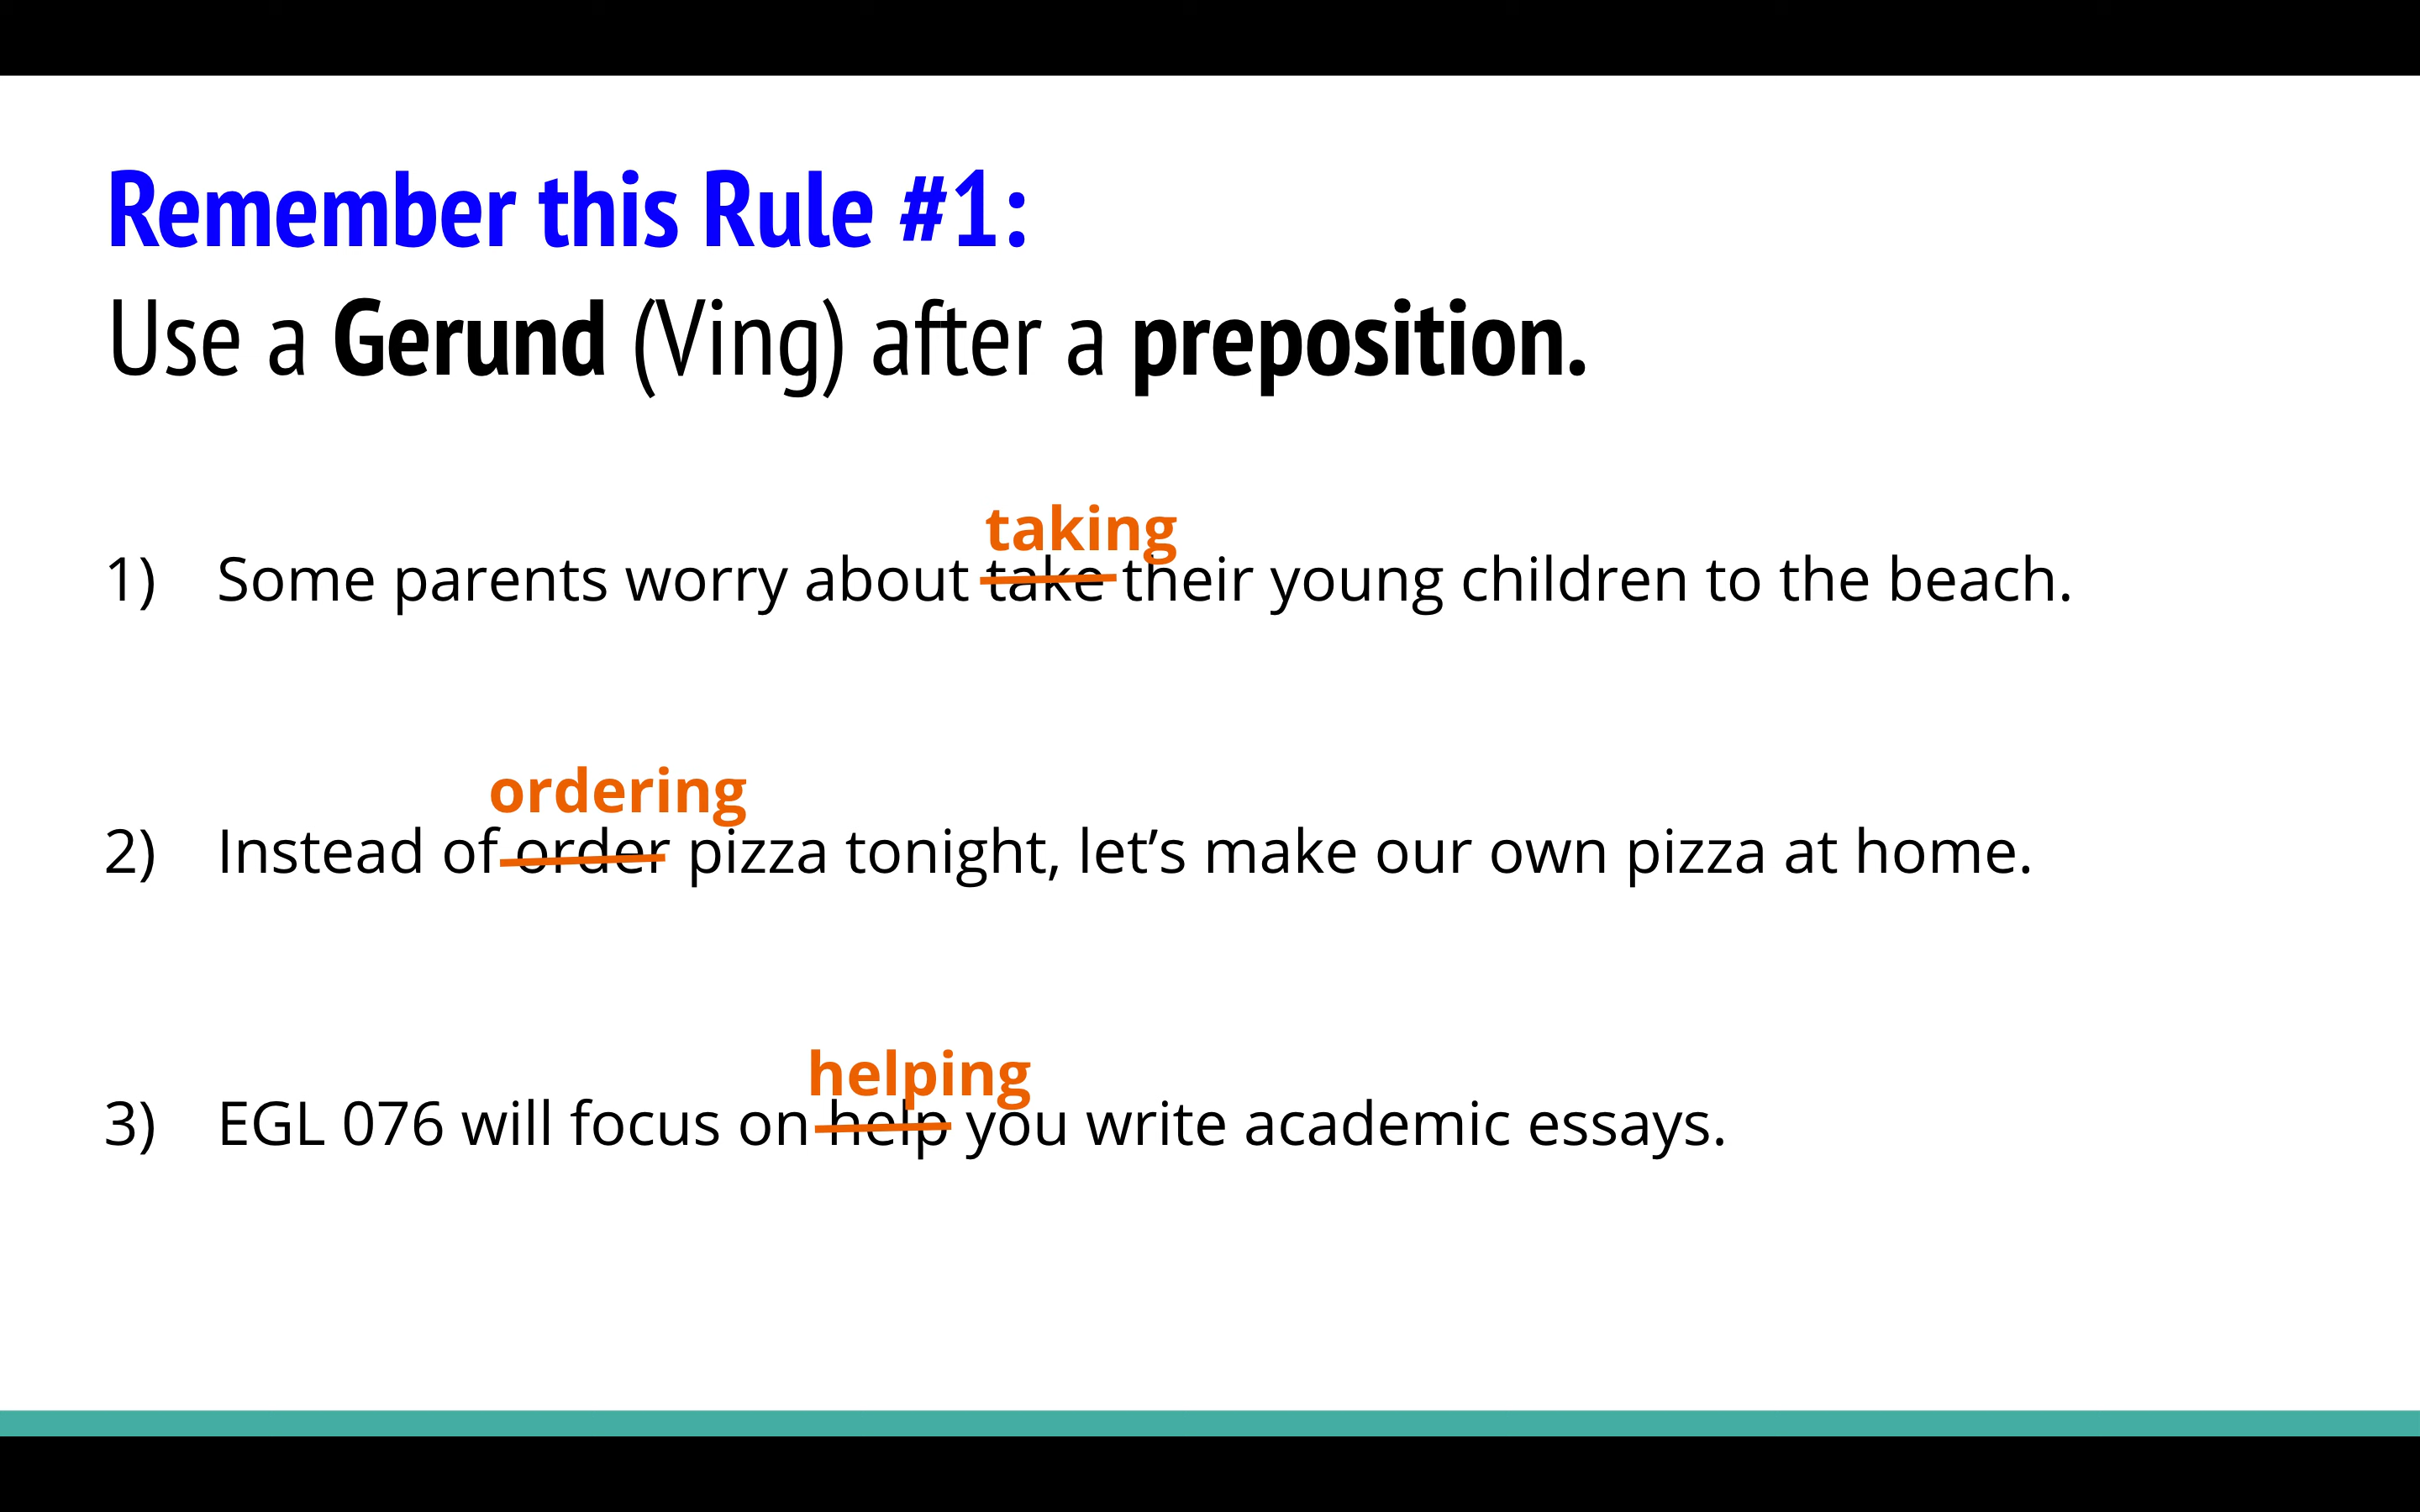 Remember this Rule #1:
Use a Gerund (Ving) after a preposition.
taking
1) Some parents worry about take their young children to the beach.
ordering
2) Instead of order pizza tonight, let’s make our own pizza at home.
helping
3) EGL 076 will focus on help you write academic essays.